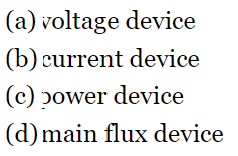 (a) voltage device
(b) current device
(c) power device
(d) main flux device